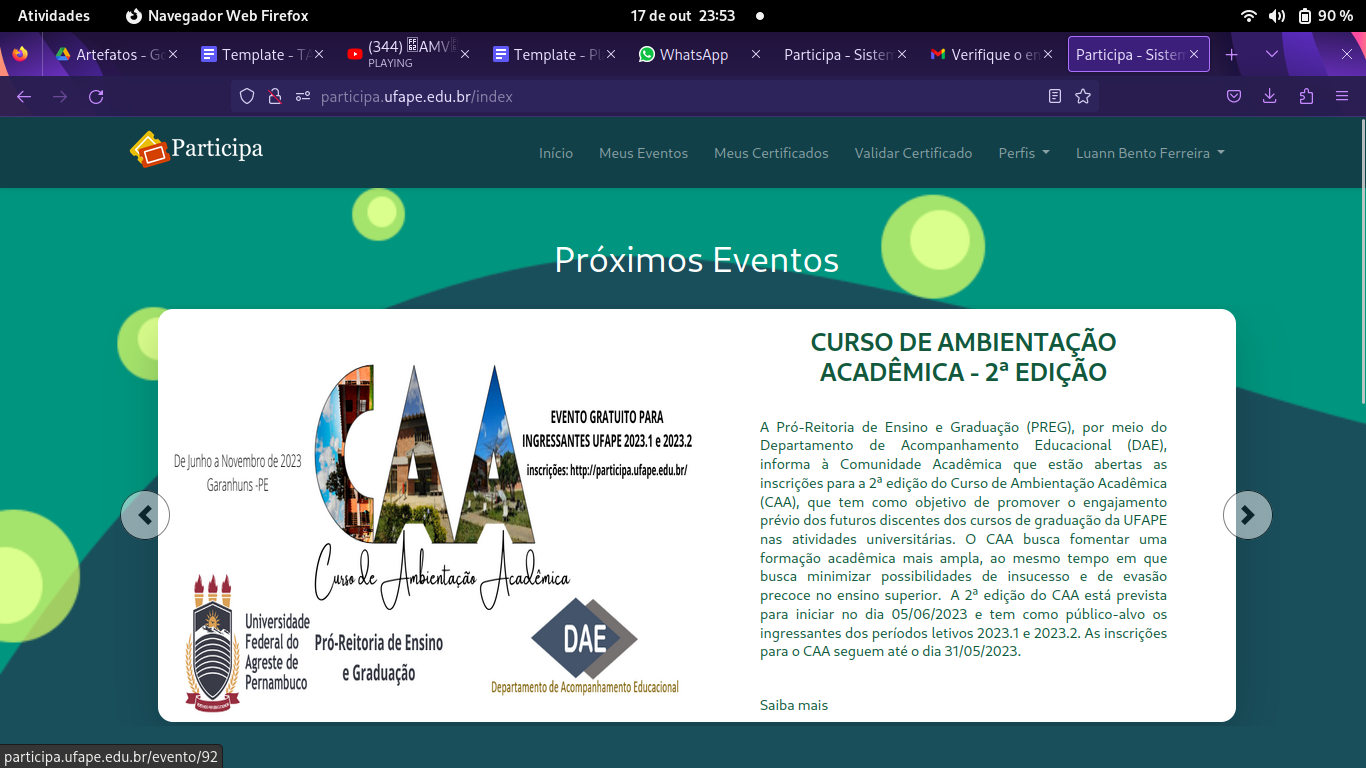 Atividades Navegador Web Firefox 17 de out 23:53 90 %
Artefatos - Go Template - TA (344) AMV Template - Pl WhatsApp Participa - Sistem Verifique o en Participa - Sistem
PLAYING
participa.ufape.edu.br/index
Participa Início Meus Eventos Meus Certificados Validar Certificado Perfis Luann Bento Ferreira
Próximos Eventos
De Junho a Novembro de 2023
Garanhuns -PE
CAA
EVENTO GRATUITO PARA
INGRESSANTES UFAPE 2023.1 e 2023.2
inscrições: http://participa.ufape.edu.br/
Curso de Ambientação Acadêmica
Universidade
Federal do
Agreste de
Pernambuco
Pró-Reitoria de Ensino
e Graduação
DAE
Departamento de Acompanhamento Educacional
CURSO DE AMBIENTAÇÃO
ACADÊMICA - 2ª EDIÇÃO
A Pró-Reitoria de Ensino e Graduação (PREG), por meio do
Departamento de Acompanhamento Educacional (DAE),
informa à Comunidade Acadêmica que estão abertas as
inscrições para a 2ª edição do Curso de Ambientação Acadêmica
(CAA), que tem como objetivo de promover o engajamento
prévio dos futuros discentes dos cursos de graduação da UFAPE
nas atividades universitárias. O CAA busca fomentar uma
formação acadêmica mais ampla, ao mesmo tempo em que
busca minimizar possibilidades de insucesso e de evasão
precoce no ensino superior. A 2ª edição do CAA está prevista
para iniciar no dia 05/06/2023 e tem como público-alvo os
ingressantes dos períodos letivos 2023.1 e 2023.2. As inscrições
para o CAA seguem até o dia 31/05/2023.
Saiba mais
participa.ufape.edu.br/evento/92